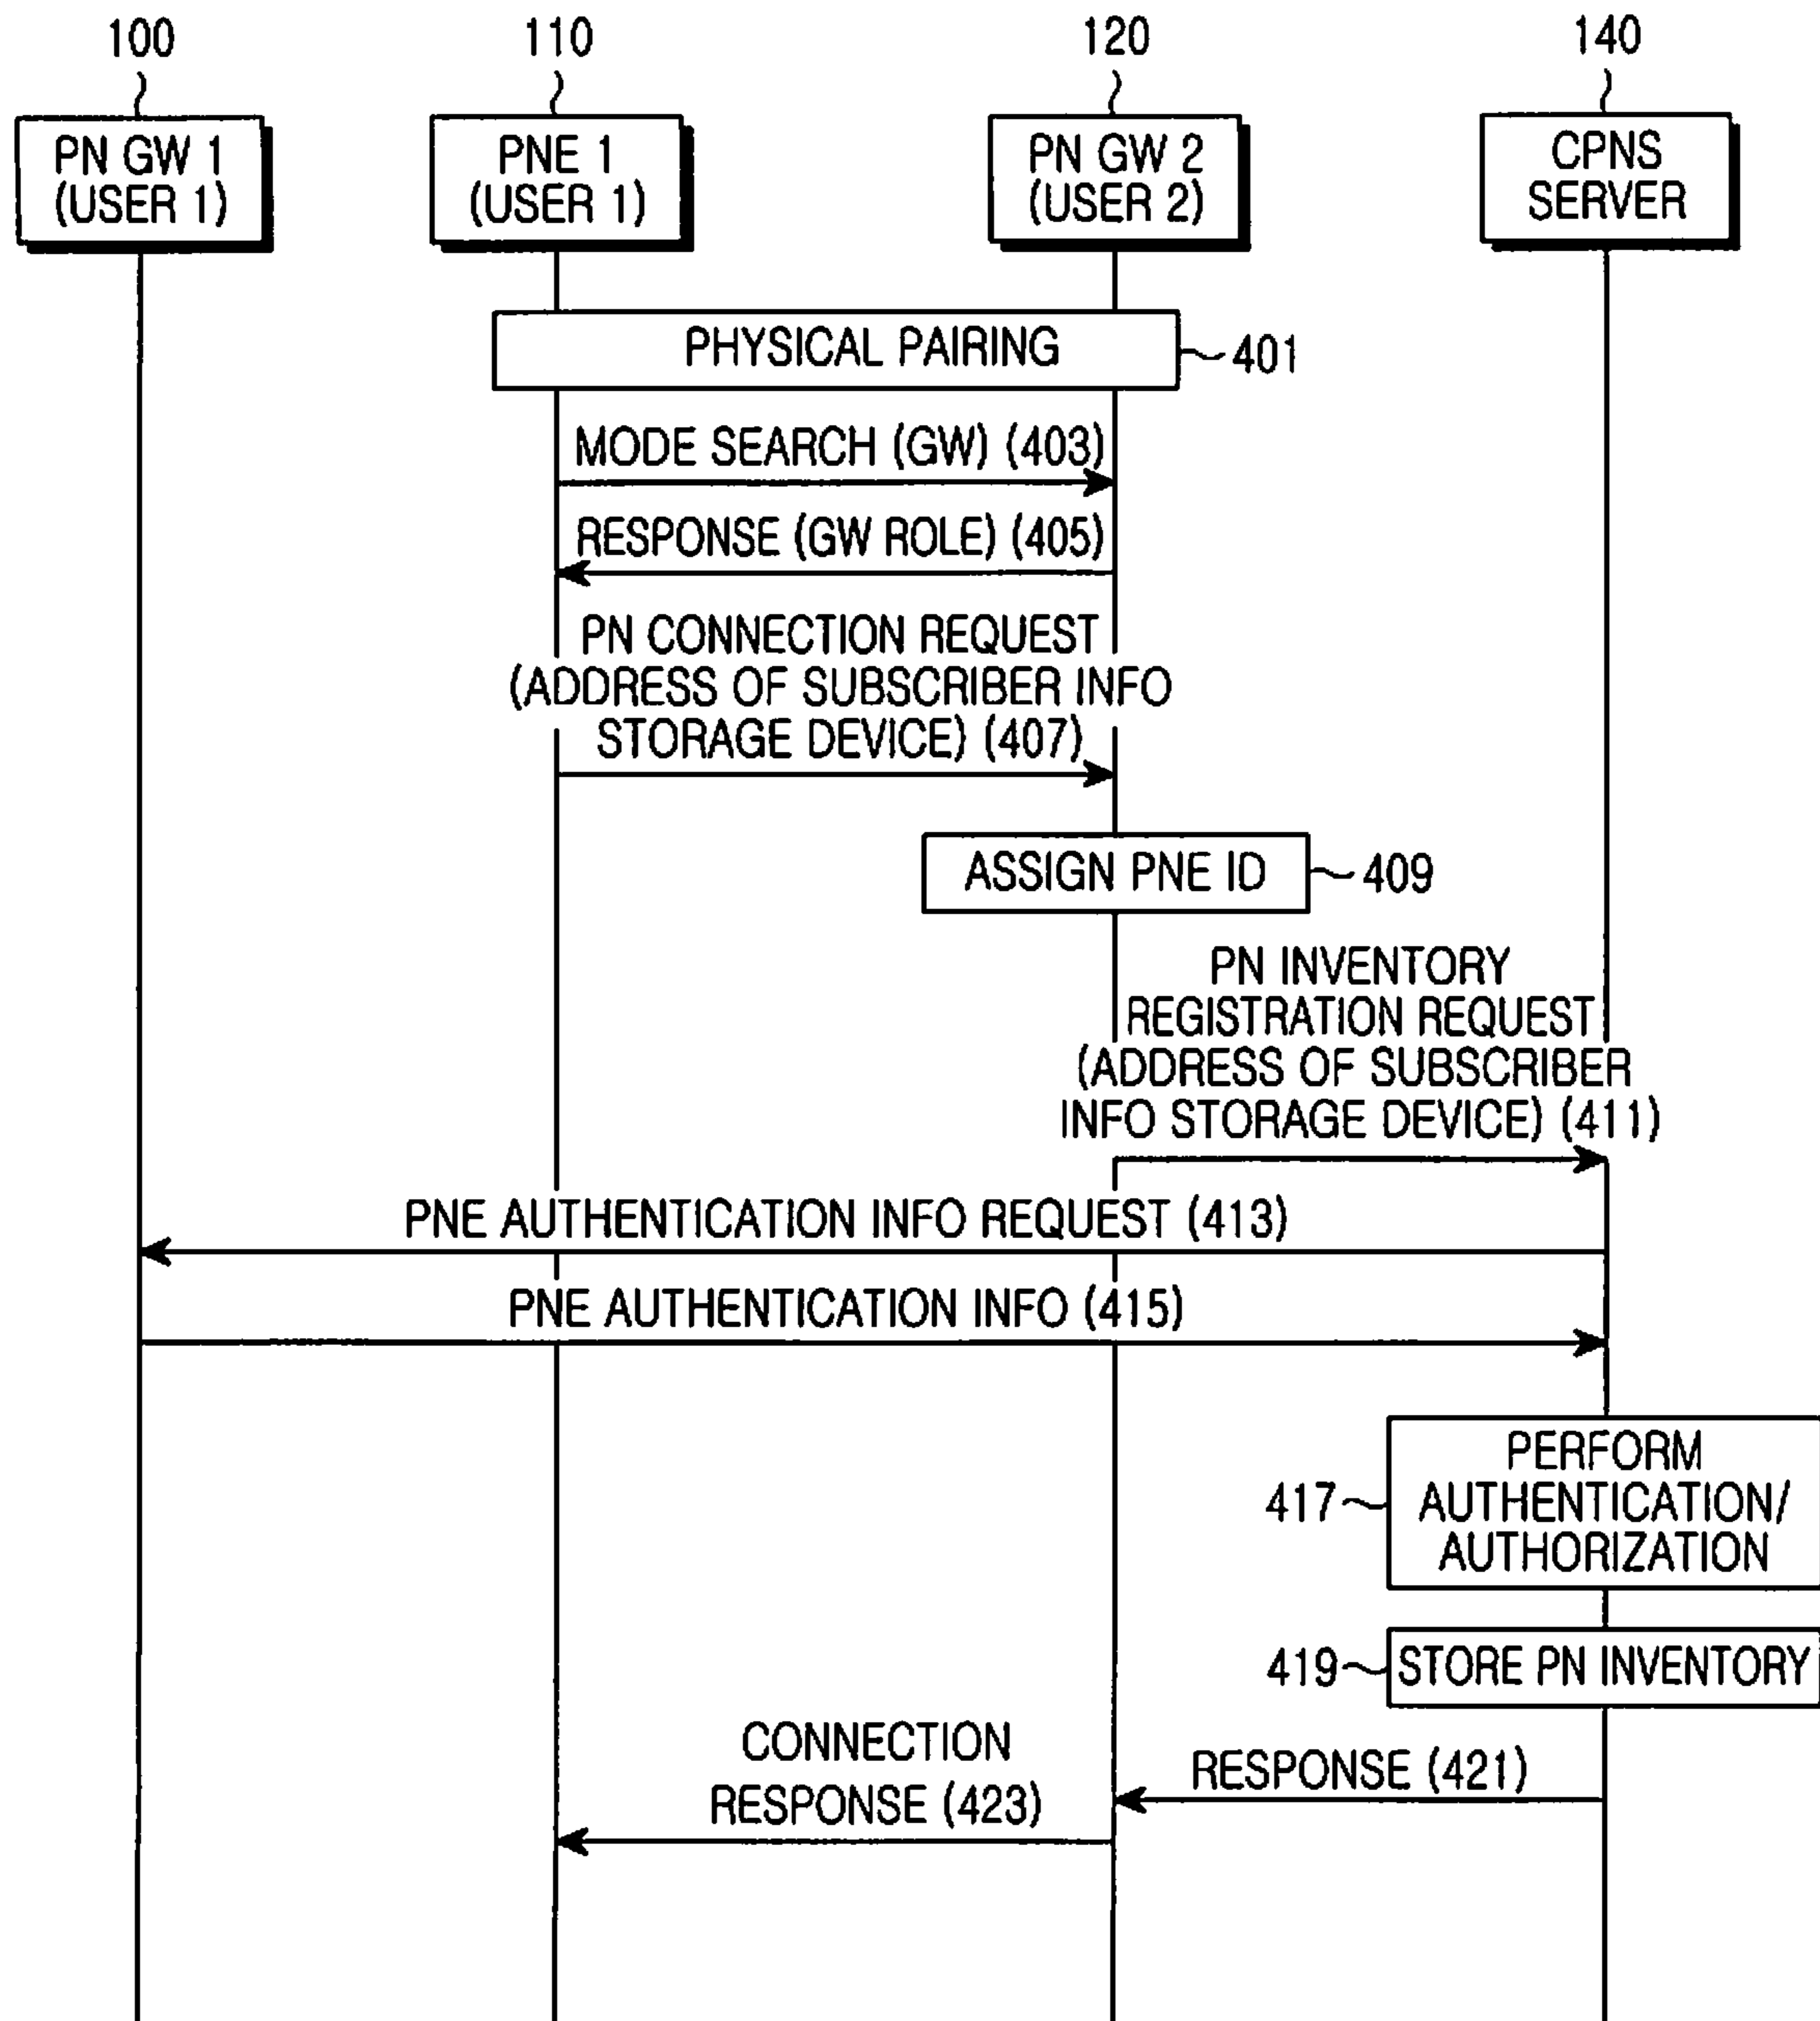 100
110
120
140
PN GW 1
(USER 1)
PNE 1
(USER 1)
PN GW 2
(USER 2)
CPNS
SERVER
PHYSICAL PAIRING
401
MODE SEARCH (GW) (403)
RESPONSE (GW ROLE) (405)
PN CONNECTION REQUEST
(ADDRESS OF SUBSCRIBER INFO
STORAGE DEVICE) (407)
ASSIGN PNE ID
409
PN INVENTORY
REGISTRATION REQUEST
(ADDRESS OF SUBSCRIBER
INFO STORAGE DEVICE) (411)
PNE AUTHENTICATION INFO REQUEST (413)
PNE AUTHENTICATION INFO (415)
417
PERFORM
AUTHENTICATION/
AUTHORIZATION
419
STORE PN INVENTORY
CONNECTION
RESPONSE (423)
RESPONSE (421)